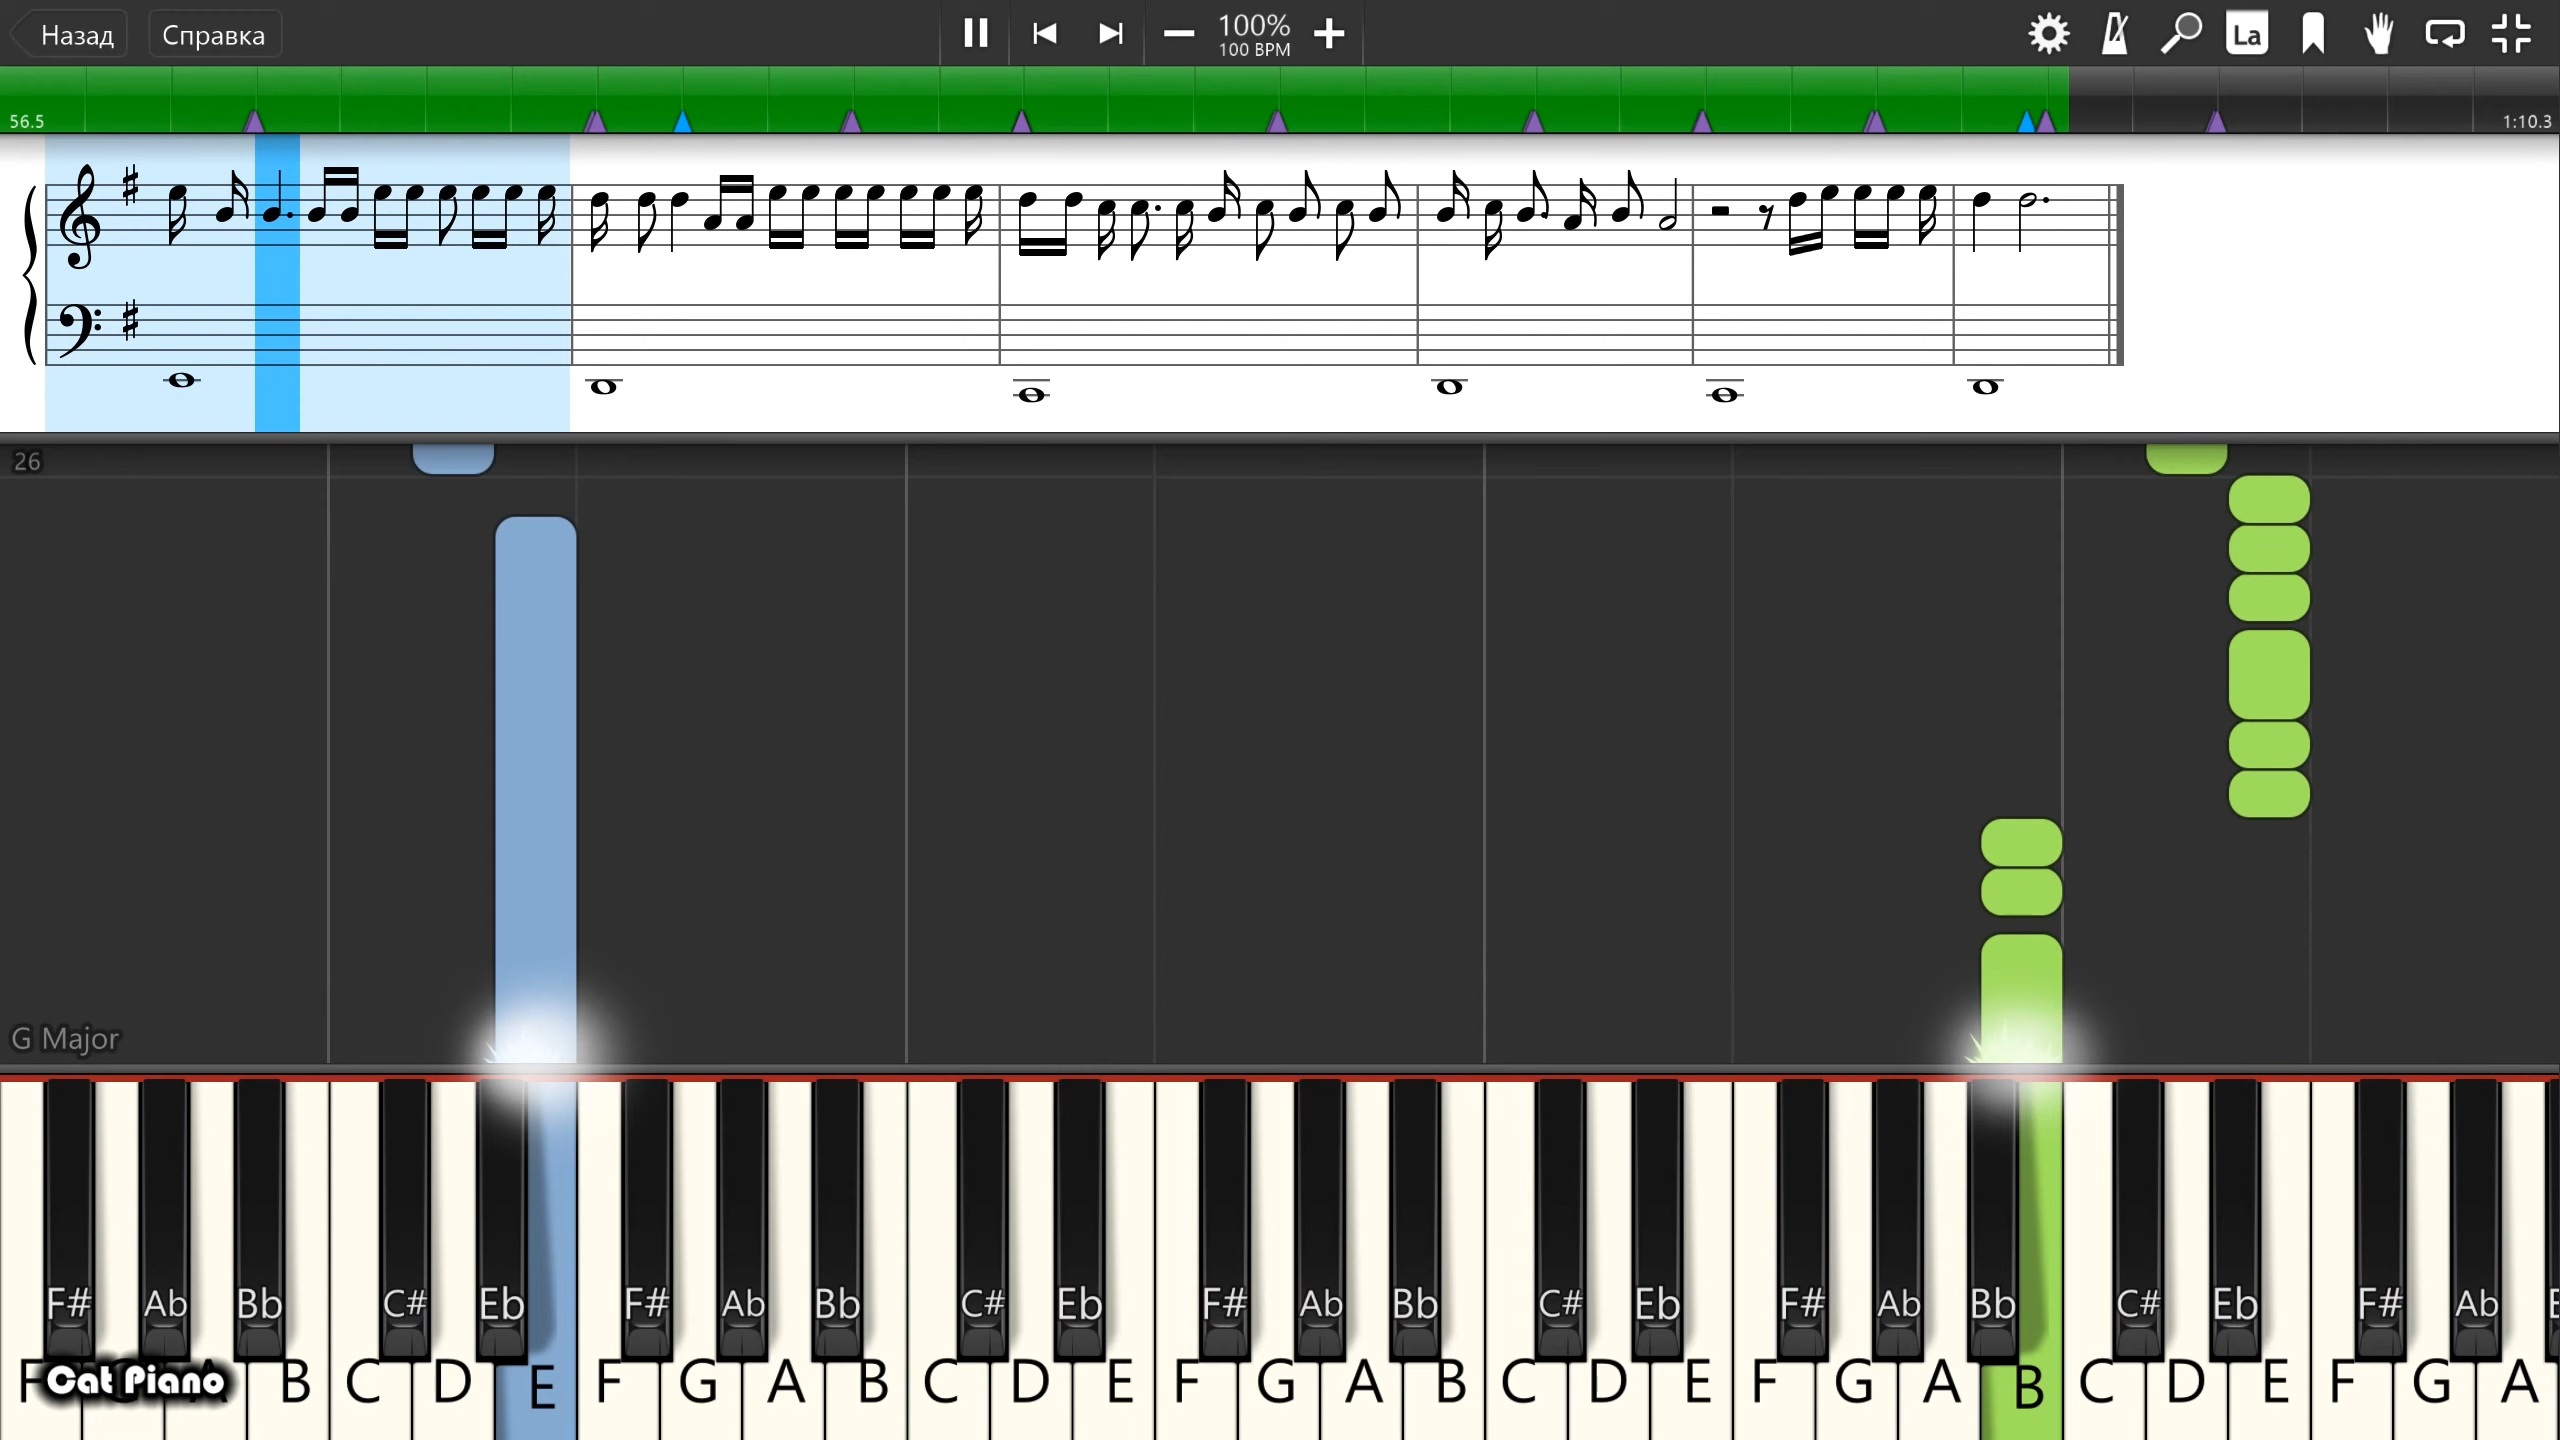 Назад Справка 100% La
100 BPM
56.5 1:10.3
26
G Major
F# Ab Bb C# Eb F# Ab Bb C# Eb F# Ab Bb C# Eb F# Ab Bb C# Eb F# Ab
F G A B C D E F G A B C D E F G A B C D E F G A B C D E F G A
Cat Piano